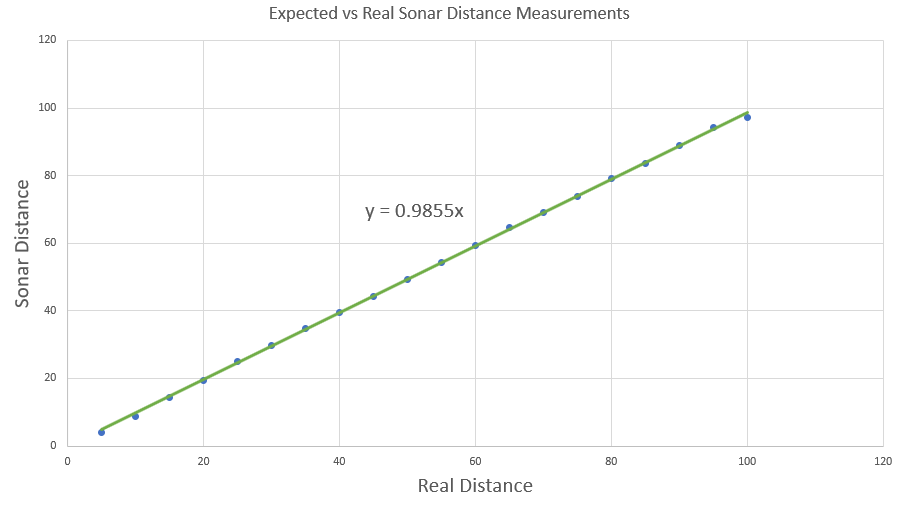 Expected vs Real Sonar Distance Measurements
120
100
80
60
40
20
0
Sonar Distance
y = 0.9855x
0 20 40 60 80 100 120
Real Distance